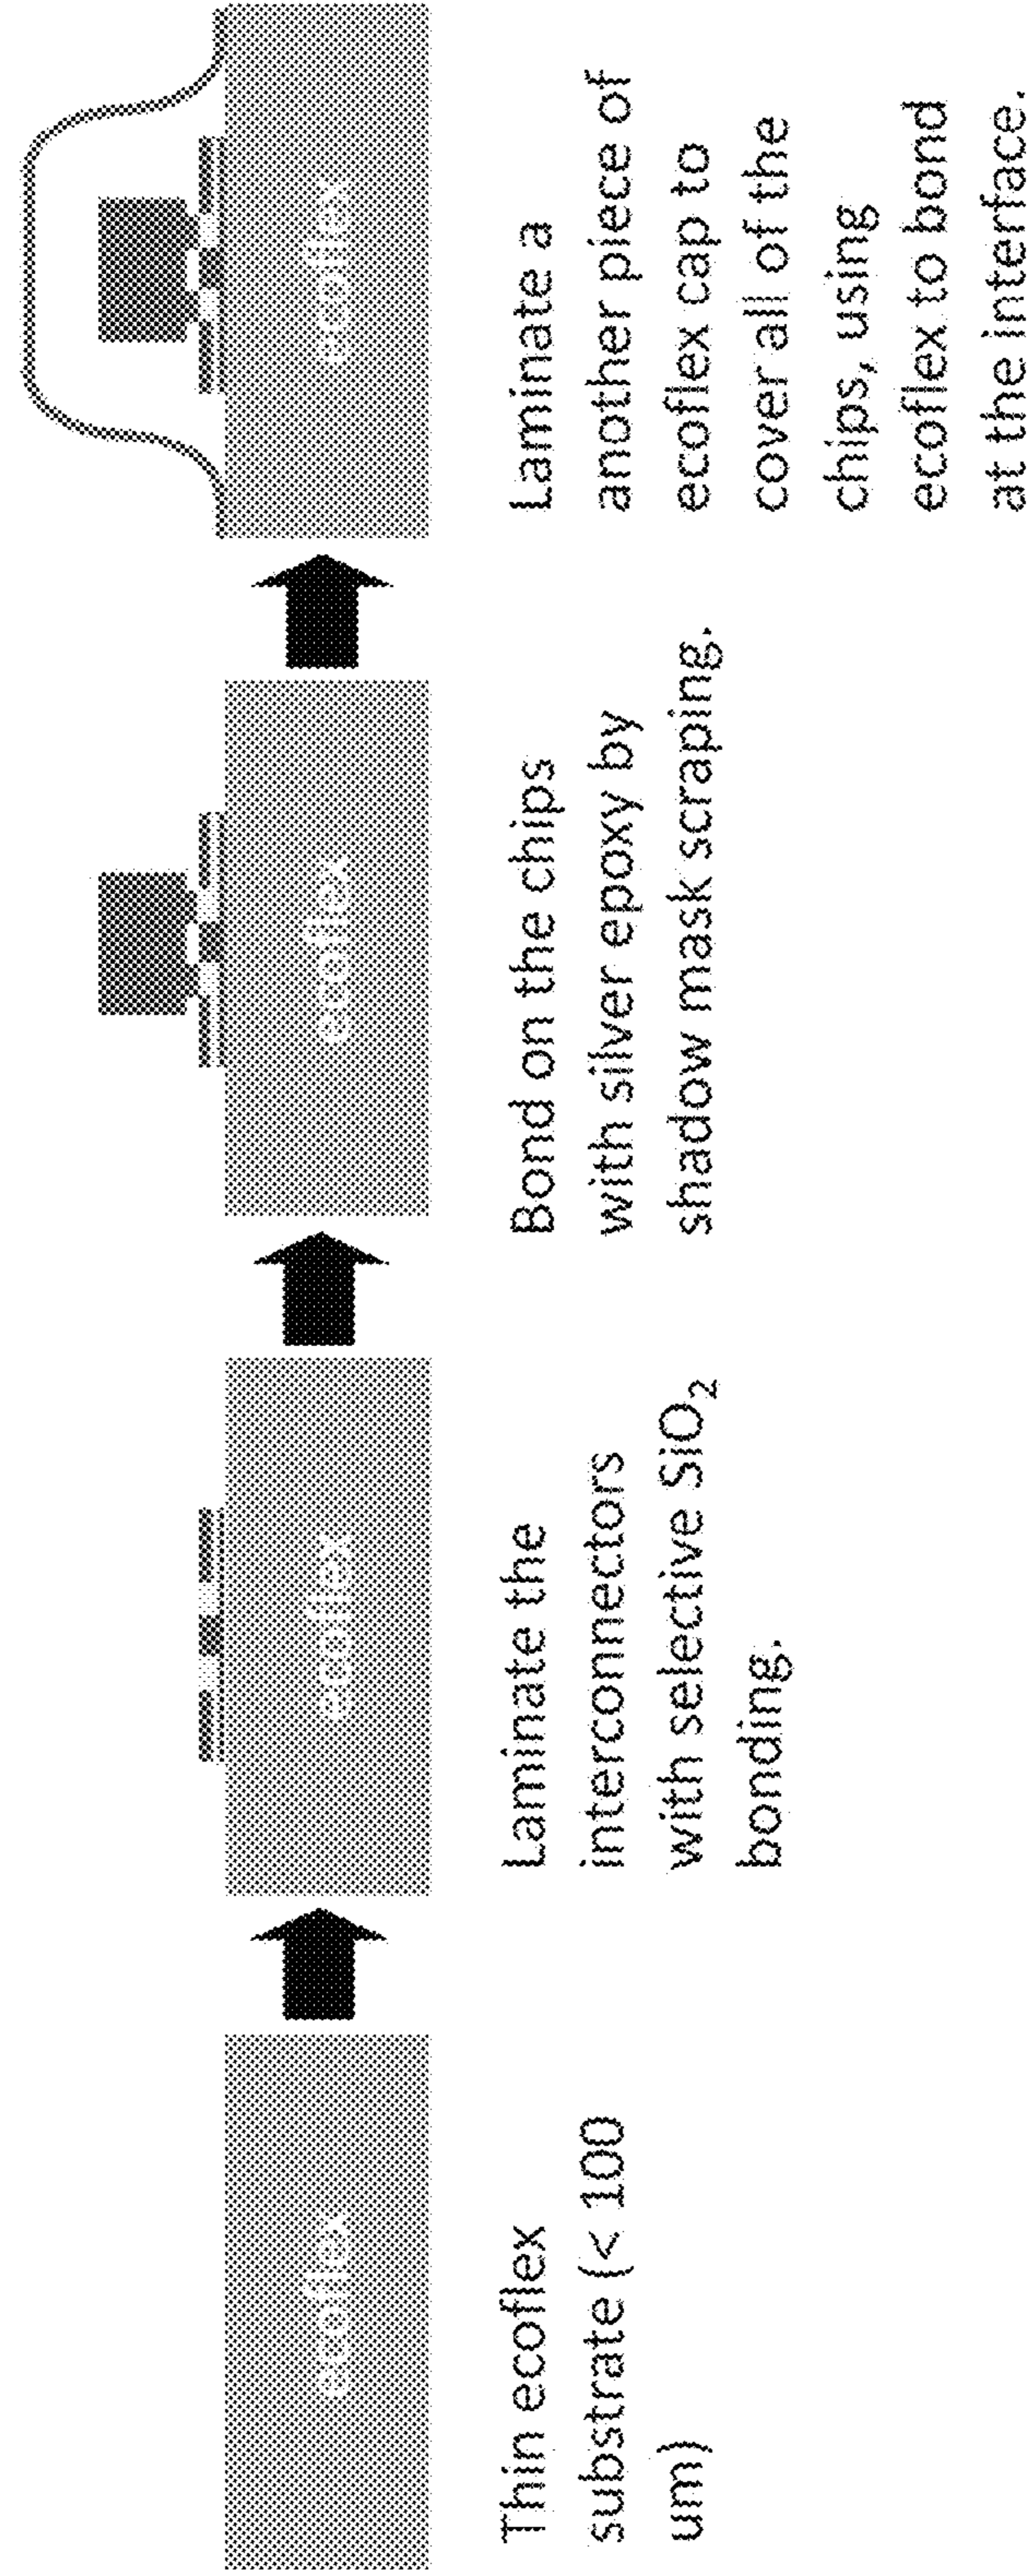 ecoflex
Thin ecoflex
substrate (< 100
um)
ecoflex
Laminate the
interconnectors
with selective SiO₂
bonding.
ecoflex
Bond on the chips
with silver epoxy by
shadow mask scraping.
ecoflex
Laminate a
another piece of
ecoflex cap to
cover all of the
chips, using
ecoflex to bond
at the interface.